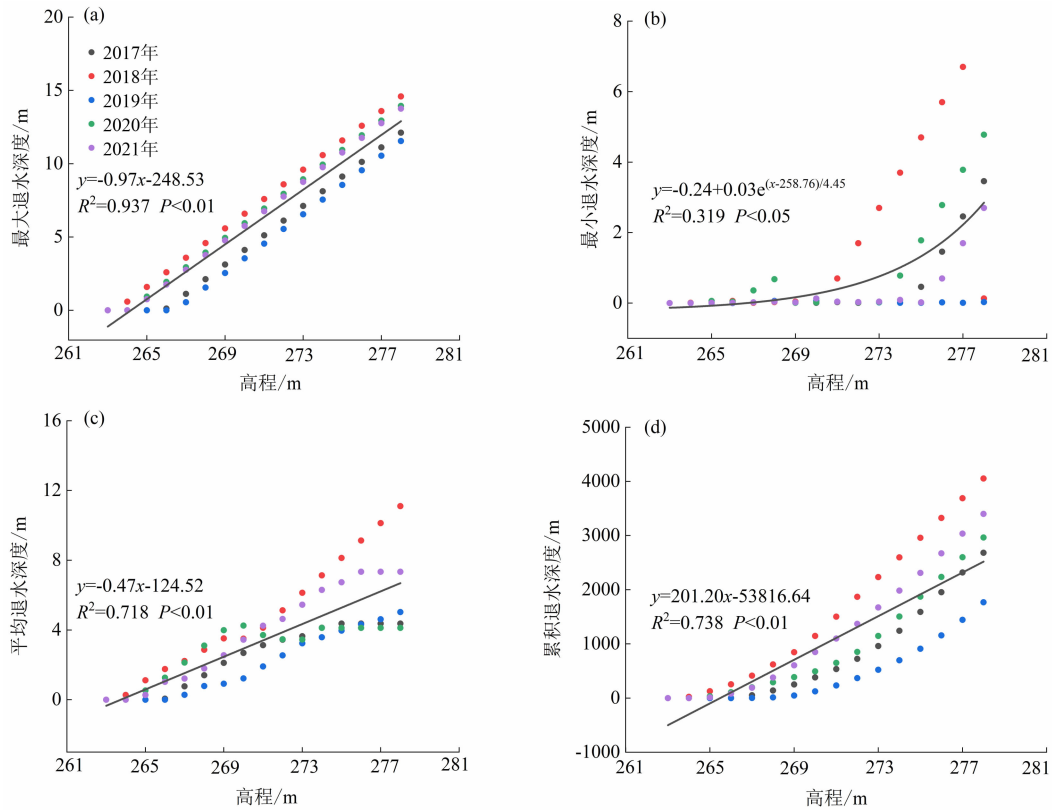 (a)
20
15
10
5
0
最大退水深度/m
2017年
2018年
2019年
2020年
2021年
y=-0.97x-248.53
R²=0.937 P<0.01
261 265 269 273 277 281
高程/m
(b)
8
6
4
2
0
最小退水深度/m
y=-0.24+0.03e^(x-258.76)/4.45
R²=0.319 P<0.05
261 265 269 273 277 281
高程/m
(c)
16
12
8
4
0
平均退水深度/m
y=-0.47x-124.52
R²=0.718 P<0.01
261 265 269 273 277 281
高程/m
(d)
5000
4000
3000
2000
1000
0
-1000
累积退水深度/m
y=201.20x-53816.64
R²=0.738 P<0.01
261 265 269 273 277 281
高程/m